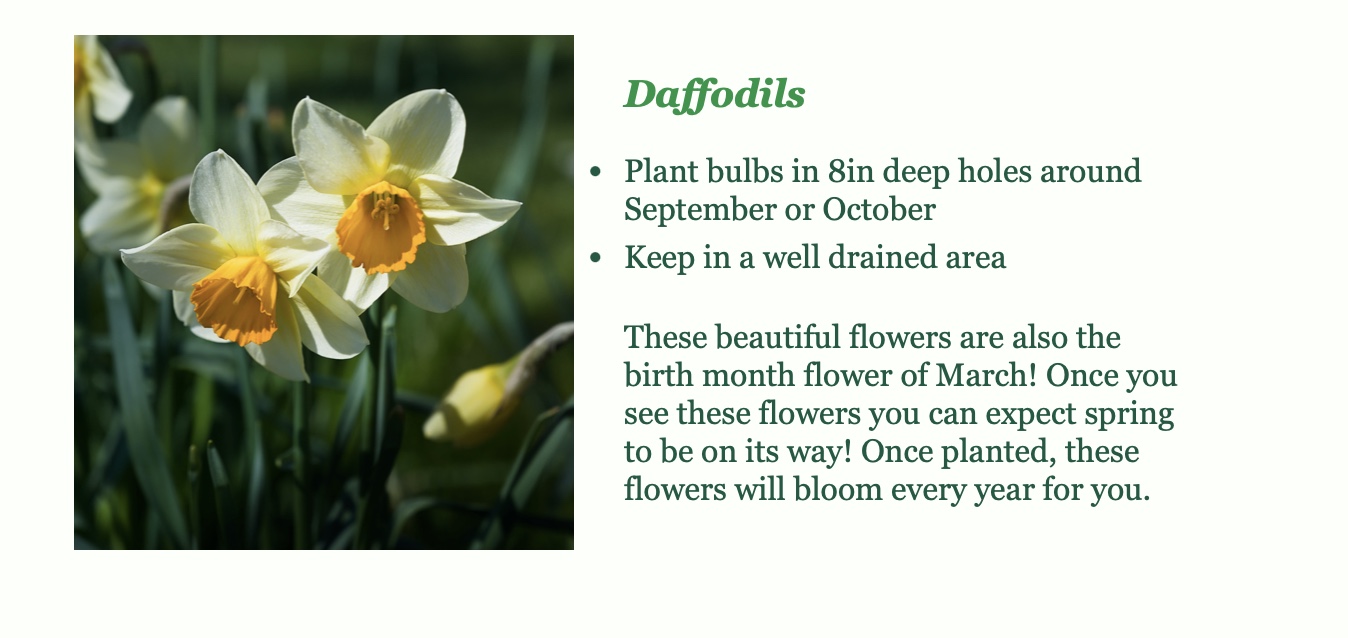 Daffodils
• Plant bulbs in 8in deep holes around
September or October
• Keep in a well drained area
These beautiful flowers are also the
birth month flower of March! Once you
see these flowers you can expect spring
to be on its way! Once planted, these
flowers will bloom every year for you.